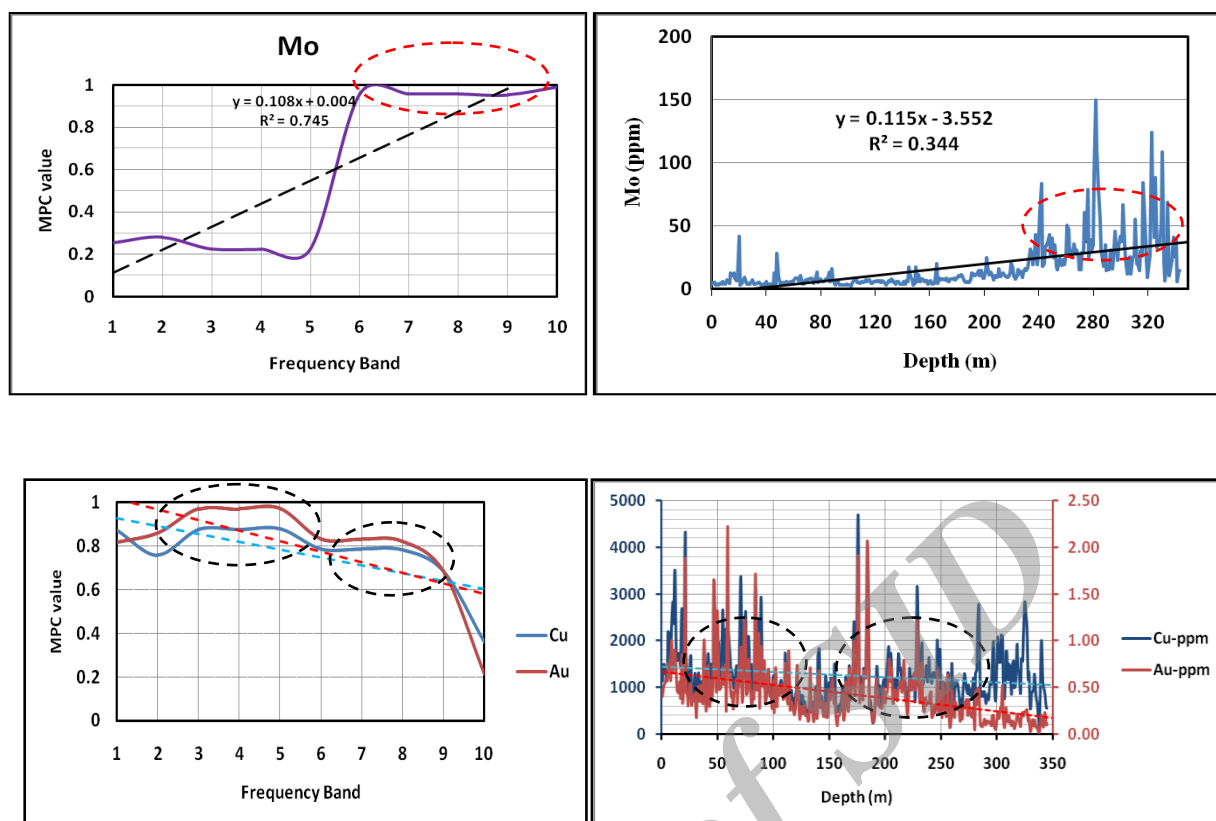 Mo
1
0.8
0.6
0.4
0.2
0
MPC value
y = 0.108x + 0.004
R² = 0.745
1 2 3 4 5 6 7 8 9 10
Frequency Band
200
150
100
50
0
Mo (ppm)
y = 0.115x - 3.552
R² = 0.344
0 40 80 120 160 200 240 280 320
Depth (m)
1
0.8
0.6
0.4
0.2
0
MPC value
Cu
Au
1 2 3 4 5 6 7 8 9 10
Frequency Band
5000
4000
3000
2000
1000
0
2.50
2.00
1.50
1.00
0.50
0.00
Cu-ppm
Au-ppm
0 50 100 150 200 250 300 350
Depth (m)
of SID